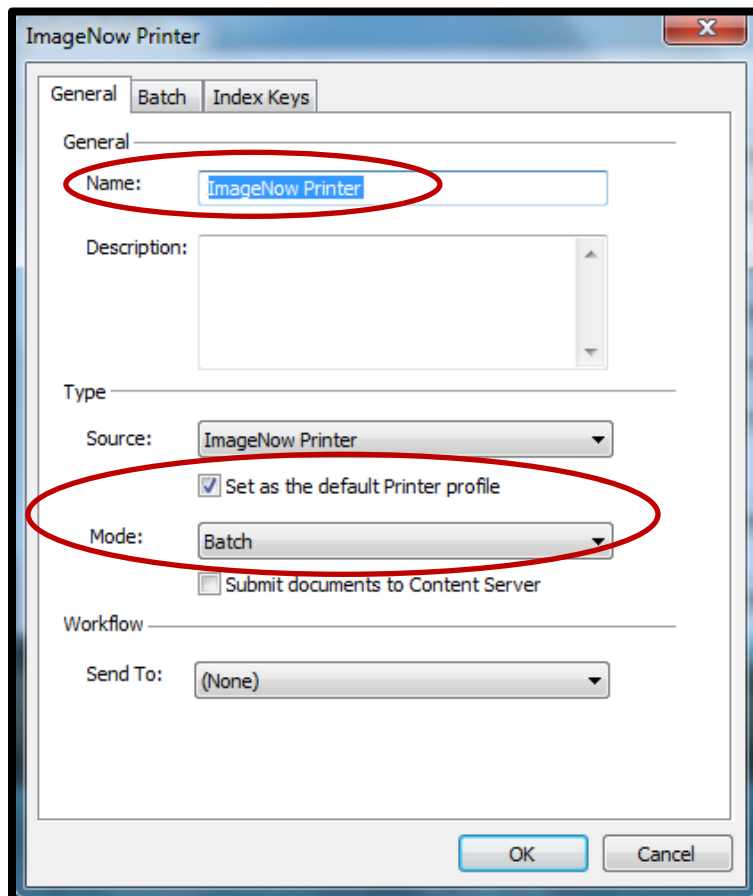 ImageNow Printer
General Batch Index Keys
General
Name: ImageNow Printer
Description:
Type
Source: ImageNow Printer
Set as the default Printer profile
Mode: Batch
Submit documents to Content Server
Workflow
Send To: (None)
OK Cancel